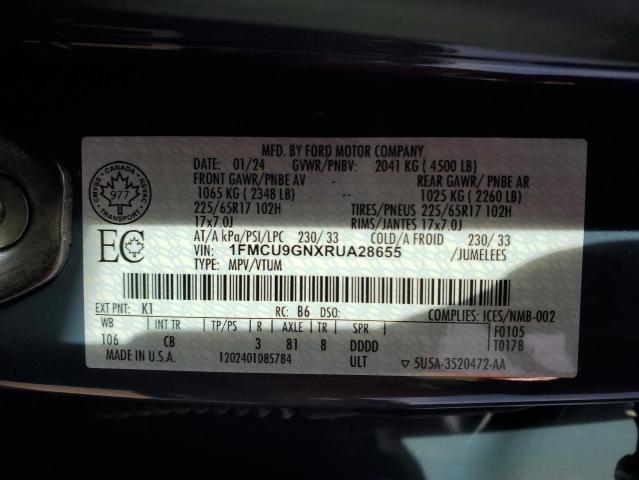 MFD. BY FORD MOTOR COMPANY
DATE: 01/24 GVWR/PNBV: 2041 KG ( 4500 LB)
FRONT GAWR/PNBE AV - REAR GAWR/ PNBE AR
1065 KG ( 2348 LB) 1025 KG ( 2260 LB)
225/65R17 102H TIRES/PNEUS 225/65R17 102H
17x7.0J RIMS/JANTES 17x7.0J
AT/A kPa/PSI/LPC 230/ 33 COLD/A FROID 230/ 33
VIN: 1FMCU9GNXRUA28655 /JUMELEES
TYPE: MPV/VTUM
CANADA
CMVSS NSVAC
977
TRANSPORT
EC
EXT PNT: K1 RC: B6 DSO: COMPLIES: ICES/NMB-002
WB INT TR TP/PS R AXLE TR SPR F0105
106 CB 3 81 8 DDDD T0178
MADE IN U.S.A. 1202401085784 ULT ▽ 5U5A-3520472-AA